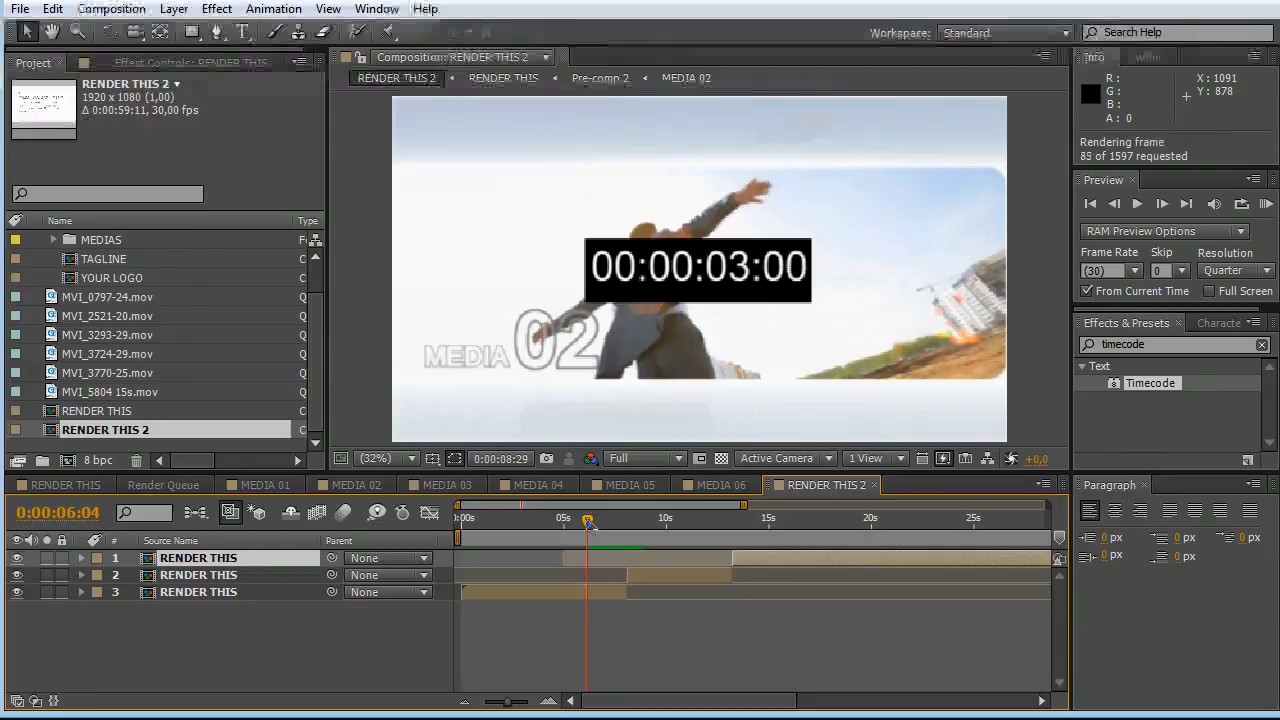 File Edit Composition Layer Effect Animation View Window Help
Workspace: Standard Search Help
Project Effect Controls: RENDER THIS
RENDER THIS 2
1920 x 1080 (1,00)
Δ 0:00:59:11, 30,00 fps
Name Type
MEDIAS F
TAGLINE C
YOUR LOGO C
MVI_0797-24.mov Q
MVI_2521-20.mov Q
MVI_3293-29.mov Q
MVI_3724-29.mov Q
MVI_3770-25.mov Q
MVI_5804 15s.mov Q
RENDER THIS C
RENDER THIS 2 C
8 bpc
Composition: RENDER THIS 2
RENDER THIS 2 RENDER THIS Pre-comp 2 MEDIA 02
00:00:03:00
MEDIA 02
(32%) 0:00:08:29 Full Active Camera 1 View +0,0
Info
R : X : 1091
G : Y : 878
B :
A : 0
Rendering frame
85 of 1597 requested
Preview
RAM Preview Options
Frame Rate Skip Resolution
(30) 0 Quarter
From Current Time Full Screen
Effects & Presets Characte
timecode
Text
Timecode
RENDER THIS Render Queue MEDIA 01 MEDIA 02 MEDIA 03 MEDIA 04 MEDIA 05 MEDIA 06 RENDER THIS 2
0:00:06:04
0:00s 05s 10s 15s 20s 25s
# Source Name Parent
1 RENDER THIS None
2 RENDER THIS None
3 RENDER THIS None
Paragraph
0 px 0 px 0 px
0 px 0 px